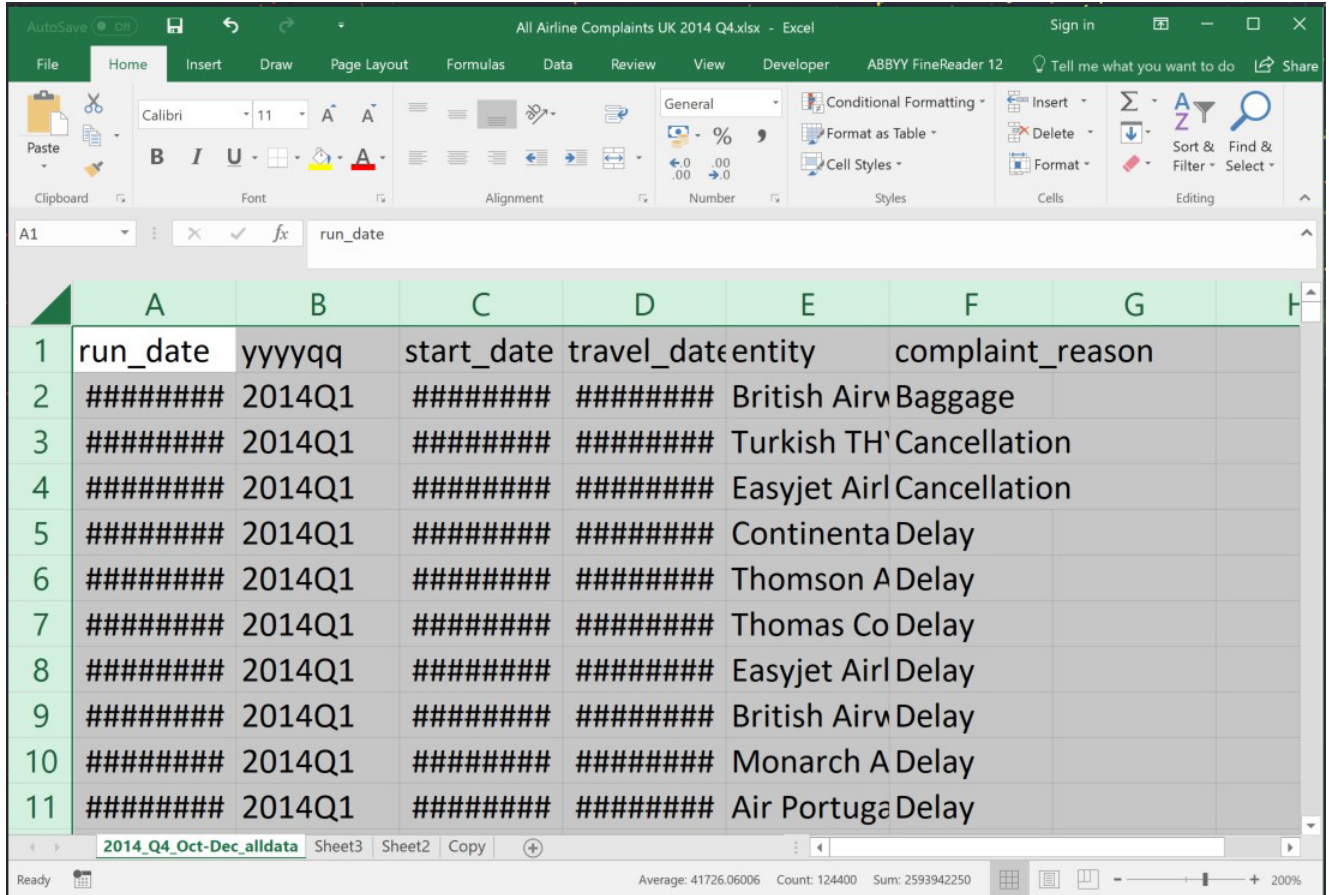 AutoSave Off All Airline Complaints UK 2014 Q4.xlsx - Excel Sign in
File Home Insert Draw Page Layout Formulas Data Review View Developer ABBYY FineReader 12 Tell me what you want to do Share
Calibri 11 A A General Conditional Formatting Insert Σ A Z
Paste B I U A % , Format as Table Delete Sort & Find &
.0 .00 .00 .0 Cell Styles Format Filter Select
Clipboard Font Alignment Number Styles Cells Editing
A1 fx run_date
A B C D E F G H
1 run_date yyyyqq start_date travel_date entity complaint_reason
2 ######## 2014Q1 ######## ######## British Airw Baggage
3 ######## 2014Q1 ######## ######## Turkish THY Cancellation
4 ######## 2014Q1 ######## ######## Easyjet Airl Cancellation
5 ######## 2014Q1 ######## ######## Continenta Delay
6 ######## 2014Q1 ######## ######## Thomson A Delay
7 ######## 2014Q1 ######## ######## Thomas Co Delay
8 ######## 2014Q1 ######## ######## Easyjet Airl Delay
9 ######## 2014Q1 ######## ######## British Airw Delay
10 ######## 2014Q1 ######## ######## Monarch A Delay
11 ######## 2014Q1 ######## ######## Air Portuga Delay
2014_Q4_Oct-Dec_alldata Sheet3 Sheet2 Copy
Ready Average: 41726.06006 Count: 124400 Sum: 2593942250 200%